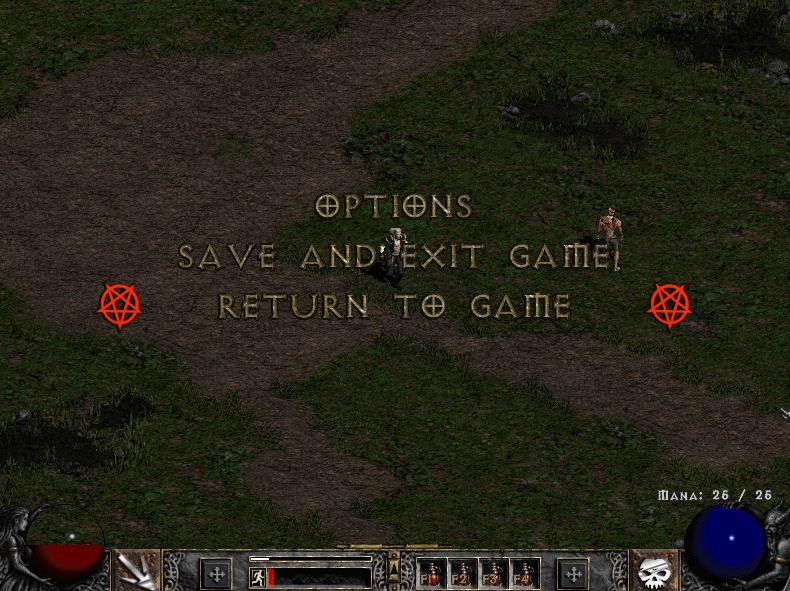 OPTIONS
SAVE AND EXIT GAME
RETURN TO GAME
MANA: 26 / 26
F1 F2 F3 F4